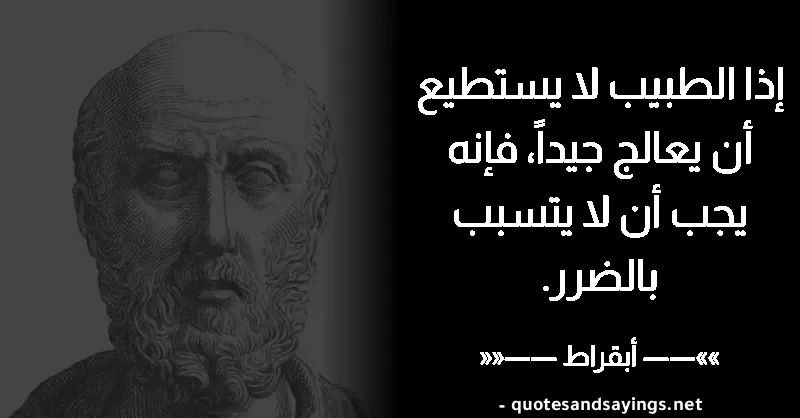 إذا الطبيب لا يستطيع
أن يعالج جيداً، فإنه
يجب أن لا يتسبب
بالضرر.
»»—— أبقراط ——««
- quotesandsayings.net